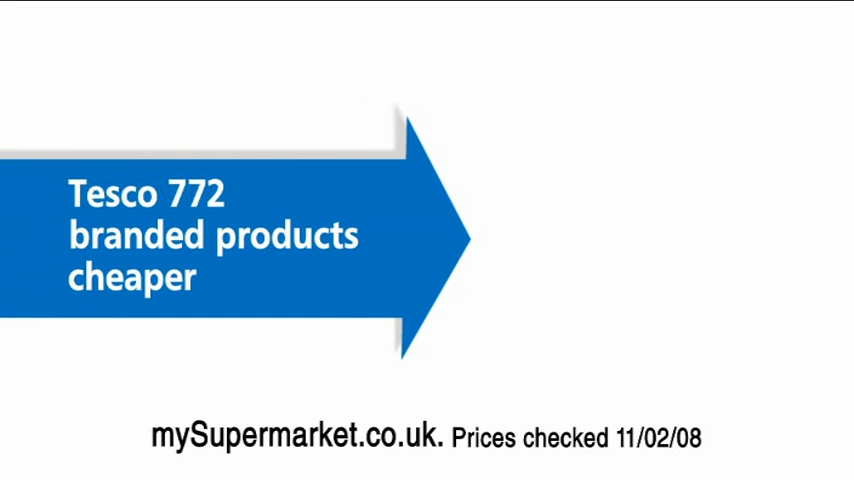 Tesco 772
branded products
cheaper
mySupermarket.co.uk. Prices checked 11/02/08